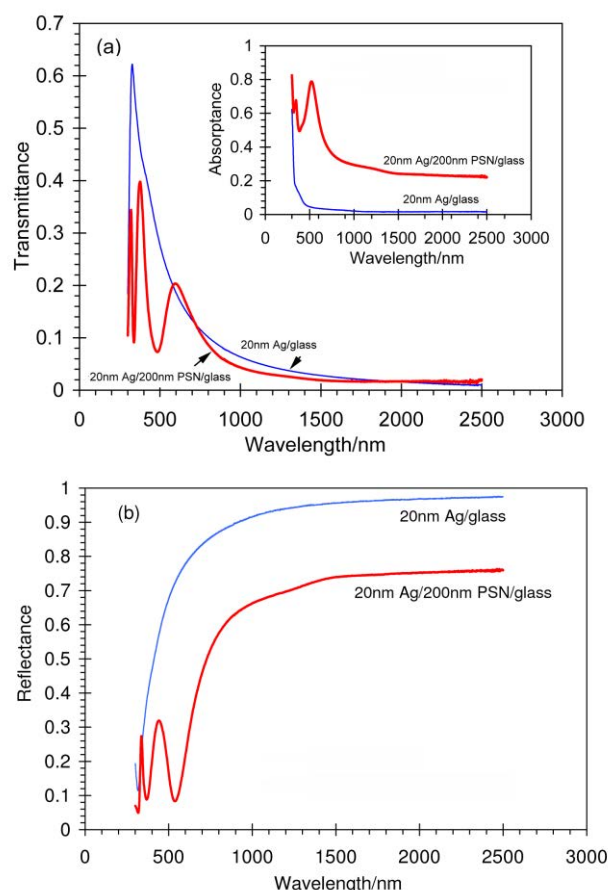 (a)
Transmittance
0.7
0.6
0.5
0.4
0.3
0.2
0.1
0
0 500 1000 1500 2000 2500 3000
Wavelength/nm
20nm Ag/glass
20nm Ag/200nm PSN/glass
Absorptance
1
0.8
0.6
0.4
0.2
0
0 500 1000 1500 2000 2500 3000
Wavelength/nm
20nm Ag/200nm PSN/glass
20nm Ag/glass
(b)
Reflectance
1
0.9
0.8
0.7
0.6
0.5
0.4
0.3
0.2
0.1
0
0 500 1000 1500 2000 2500 3000
Wavelength/nm
20nm Ag/glass
20nm Ag/200nm PSN/glass